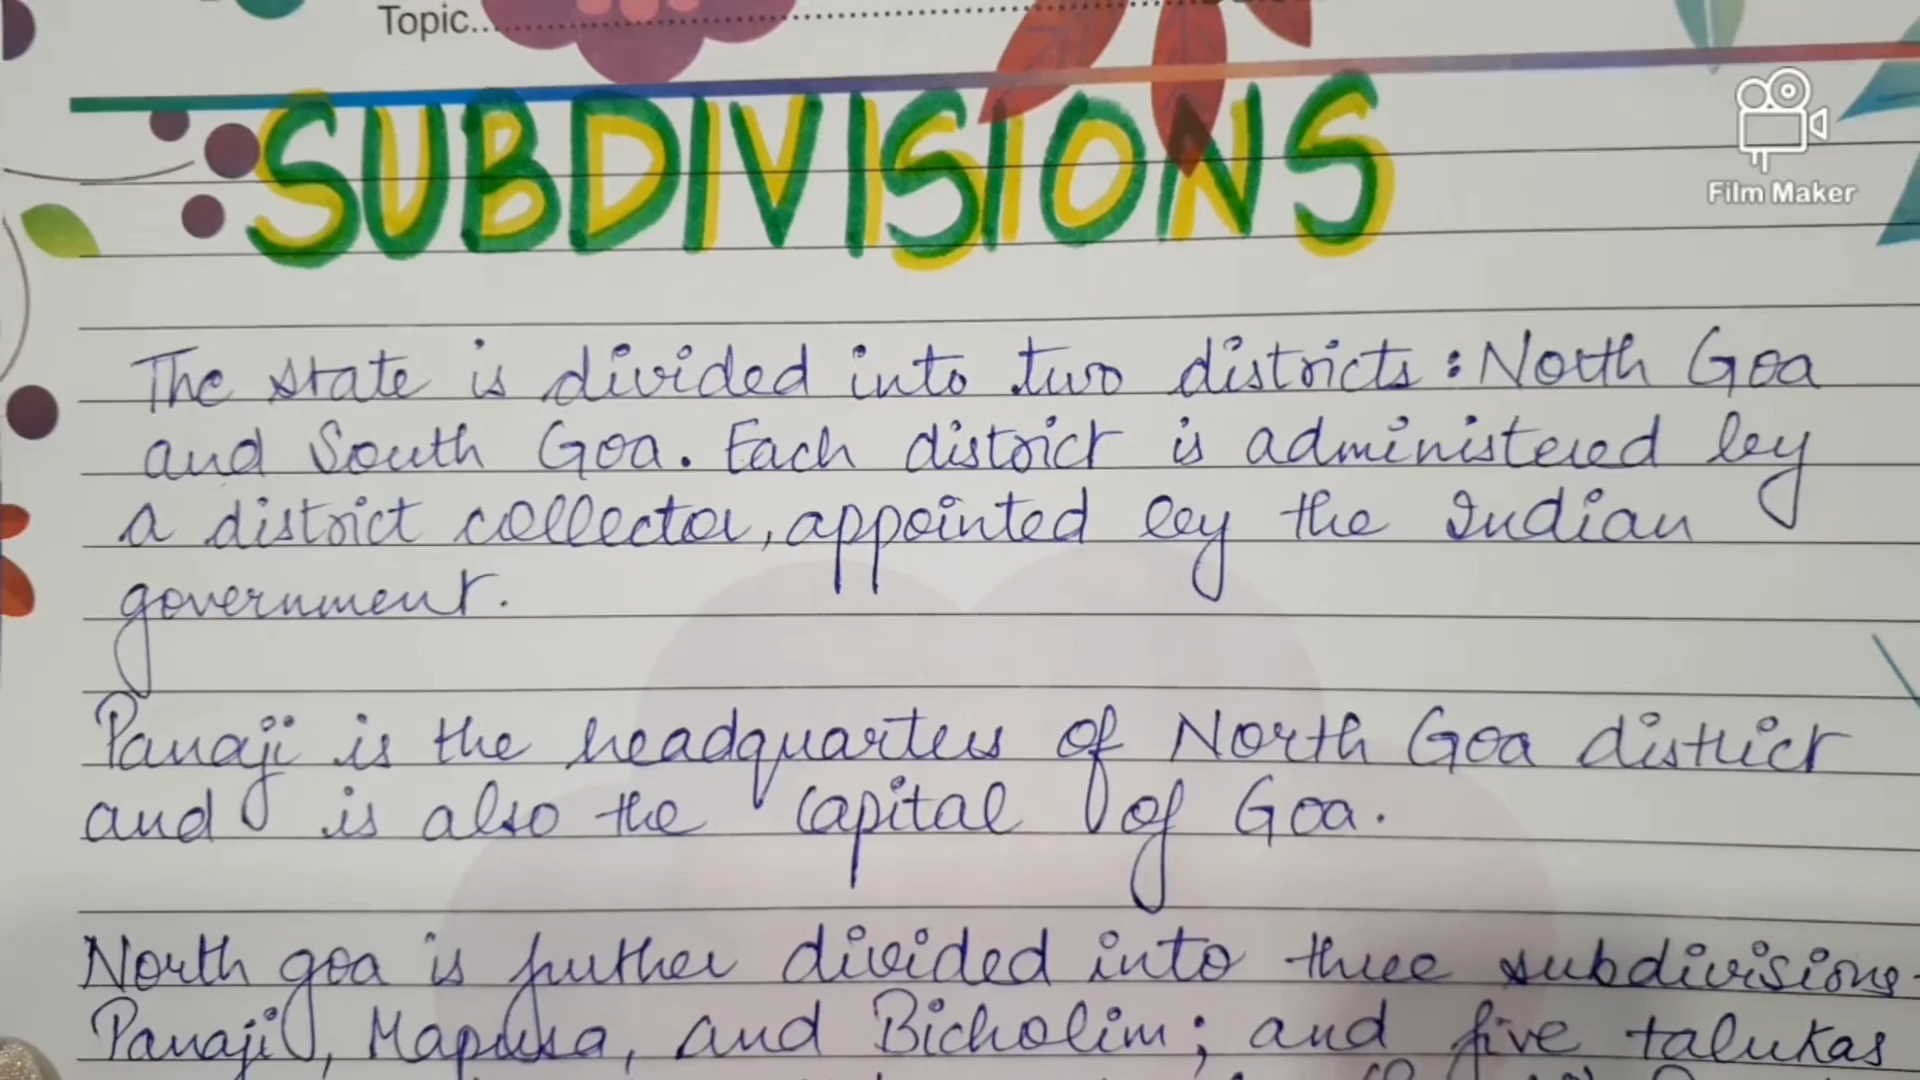 Topic
SUBDIVISIONS
Film Maker
The state is divided into two districts: North Goa
and South Goa. Each district is administered by
a district collector, appointed by the Indian
government.
Panaji is the headquarters of North Goa district
and is also the capital of Goa.
North goa is further divided into three subdivisions-
Panaji, Mapusa, and Bicholim; and five talukas